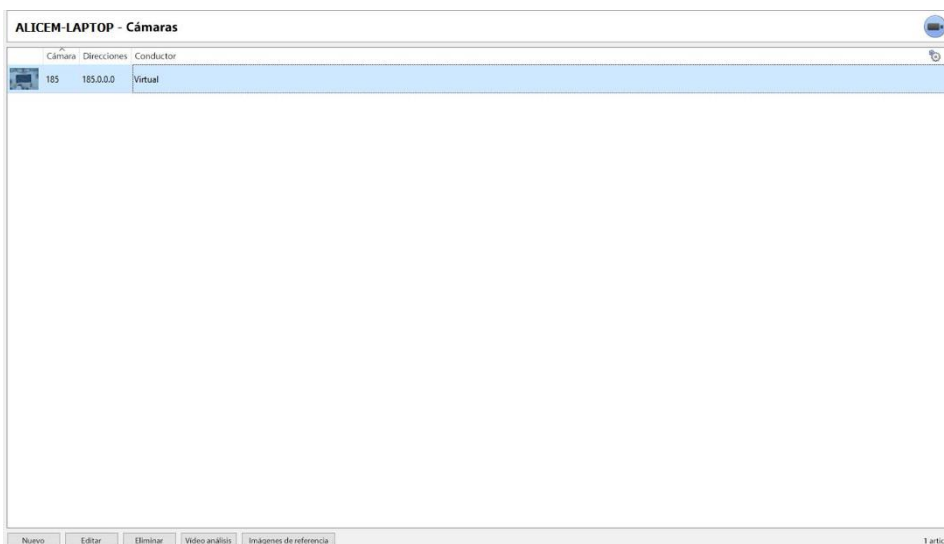 ALICEM-LAPTOP - Cámaras
Cámara Direcciones Conductor
185 185.0.0.0 Virtual
Nuevo Editar Eliminar Vídeo análisis Imágenes de referencia 1 artic